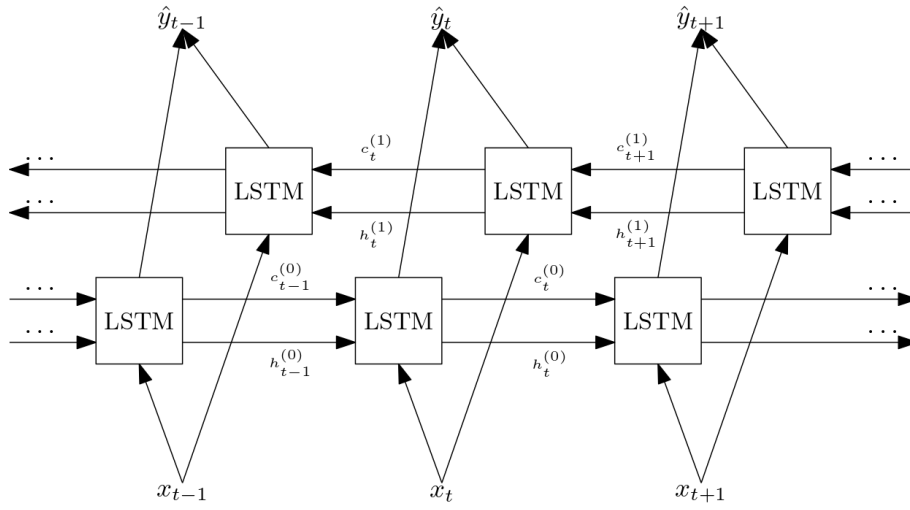 ŷ_{t−1} ŷ_t ŷ_{t+1}
c_t^{(1)} c_{t+1}^{(1)}
... ...
LSTM LSTM LSTM
... ...
h_t^{(1)} h_{t+1}^{(1)}
c_{t−1}^{(0)} c_t^{(0)}
... ...
LSTM LSTM LSTM
... ...
h_{t−1}^{(0)} h_t^{(0)}
x_{t−1} x_t x_{t+1}